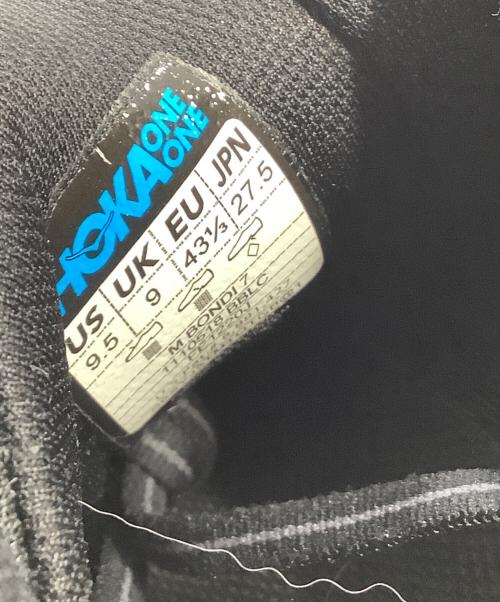 HOKA ONE ONE
US UK EU JPN
9.5 9 43⅓ 27.5
M BONDI 7
1110518 BBLC